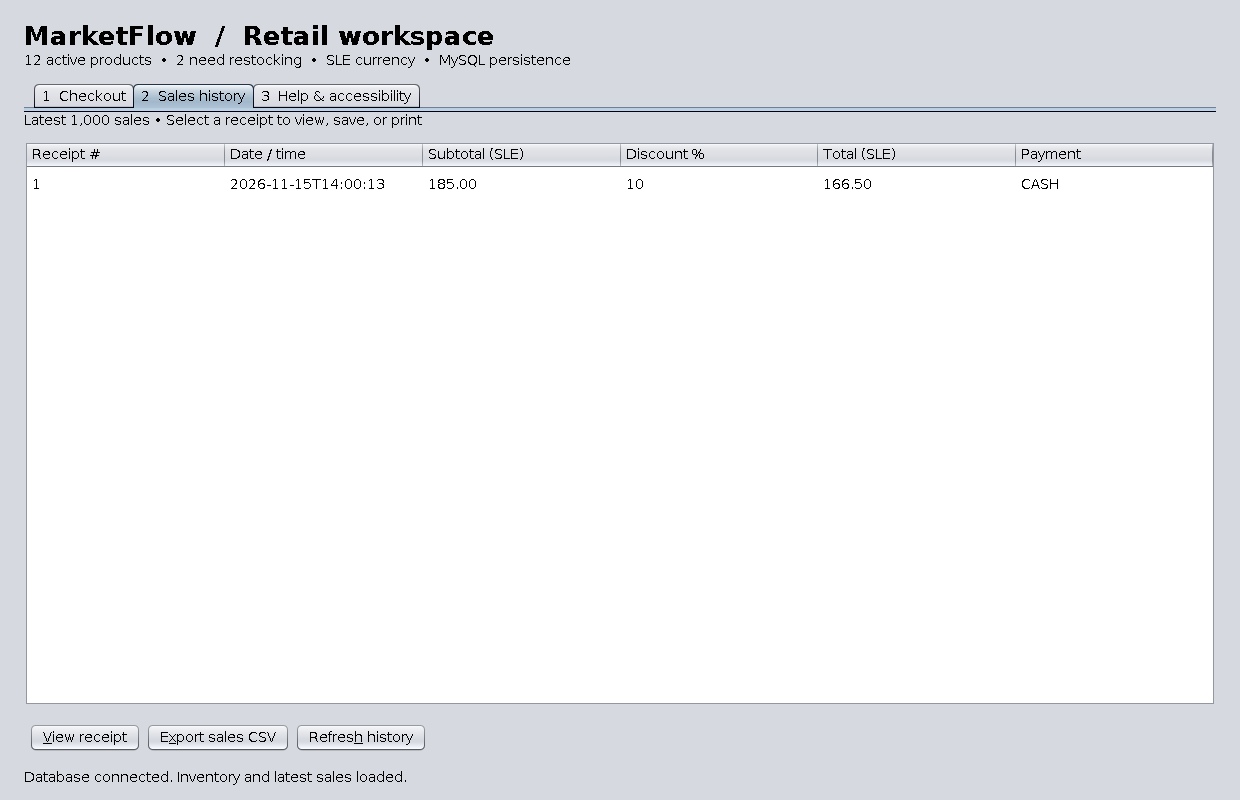 MarketFlow / Retail workspace
12 active products • 2 need restocking • SLE currency • MySQL persistence
1 Checkout 2 Sales history 3 Help & accessibility
Latest 1,000 sales • Select a receipt to view, save, or print
Receipt # Date / time Subtotal (SLE) Discount % Total (SLE) Payment
1 2026-11-15T14:00:13 185.00 10 166.50 CASH
View receipt Export sales CSV Refresh history
Database connected. Inventory and latest sales loaded.